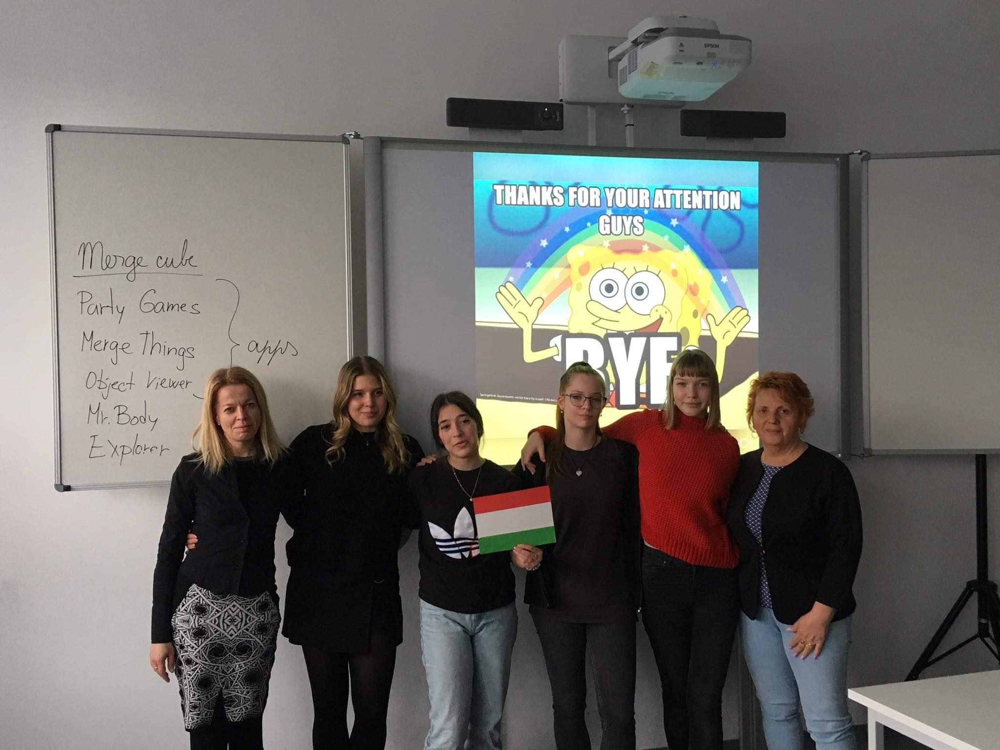 EPSON
THANKS FOR YOUR ATTENTION
GUYS
BYE
Merge cube
Party Games
Merge Things
Object Viewer
apps
Mr. Body
Explorer